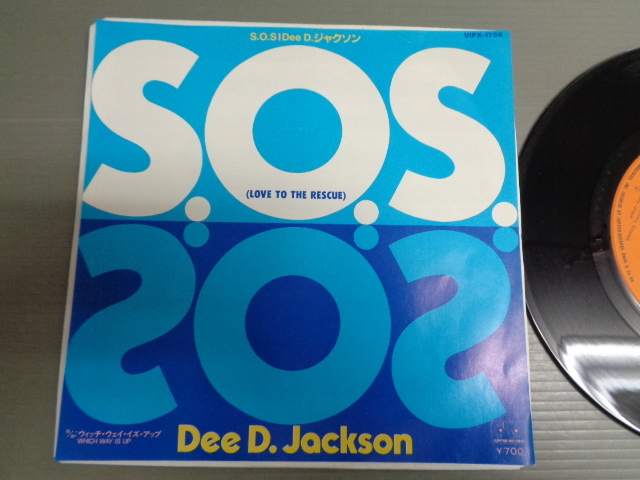 S.O.S / Dee D.ジャクソン
VIPX-1758
S.O.S.
(LOVE TO THE RESCUE)
S.O.S.
ウィッチ・ウェイ・イズ・アップ
WHICH WAY IS UP
Dee D. Jackson
¥700